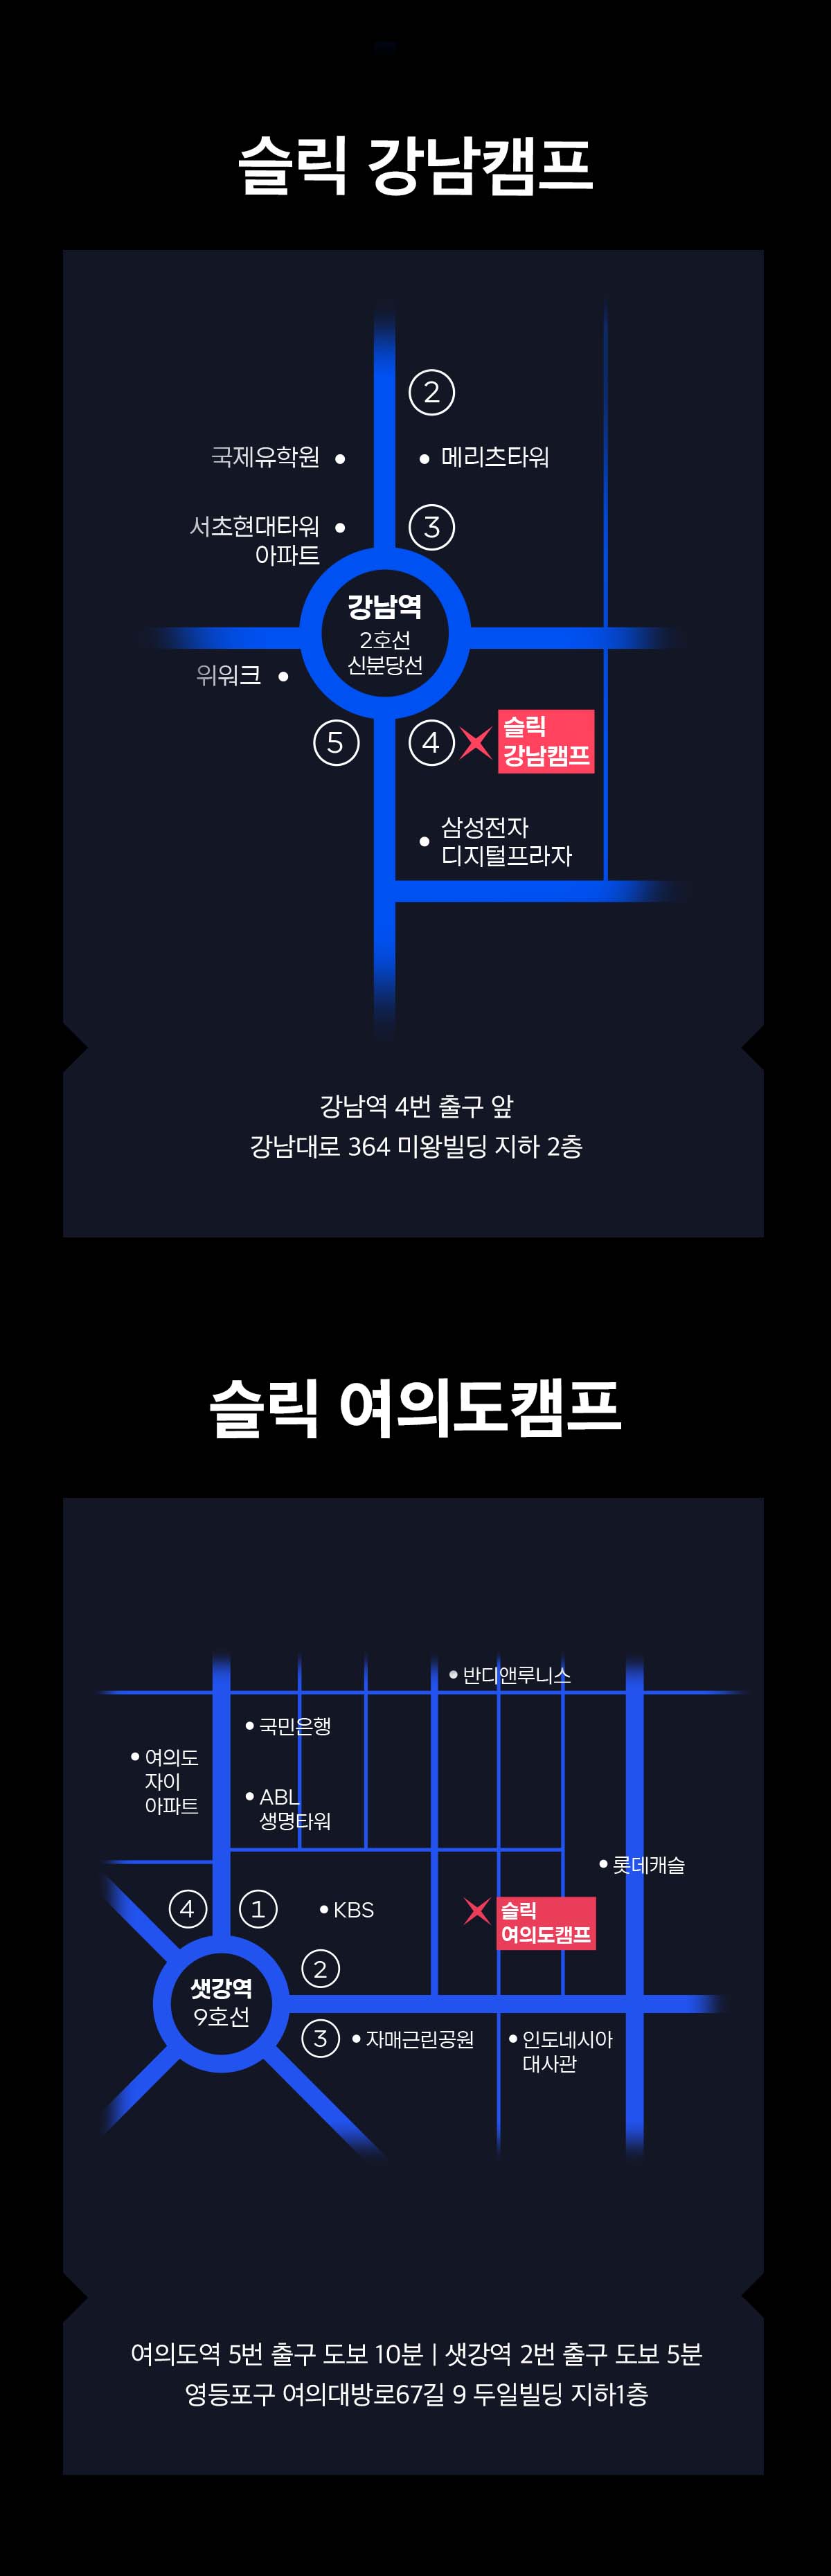 슬릭 강남캠프
2
국제유학원
메리츠타워
서초현대타워
아파트
3
강남역
2호선
신분당선
위워크
5
4
슬릭
강남캠프
삼성전자
디지털프라자
강남역 4번 출구 앞
강남대로 364 미왕빌딩 지하 2층
슬릭 여의도캠프
반디앤루니스
국민은행
여의도
자이
아파트
ABL
생명타워
롯데캐슬
4
1
KBS
슬릭
여의도캠프
2
샛강역
9호선
3
자매근린공원
인도네시아
대사관
여의도역 5번 출구 도보 10분 | 샛강역 2번 출구 도보 5분
영등포구 여의대방로67길 9 두일빌딩 지하1층